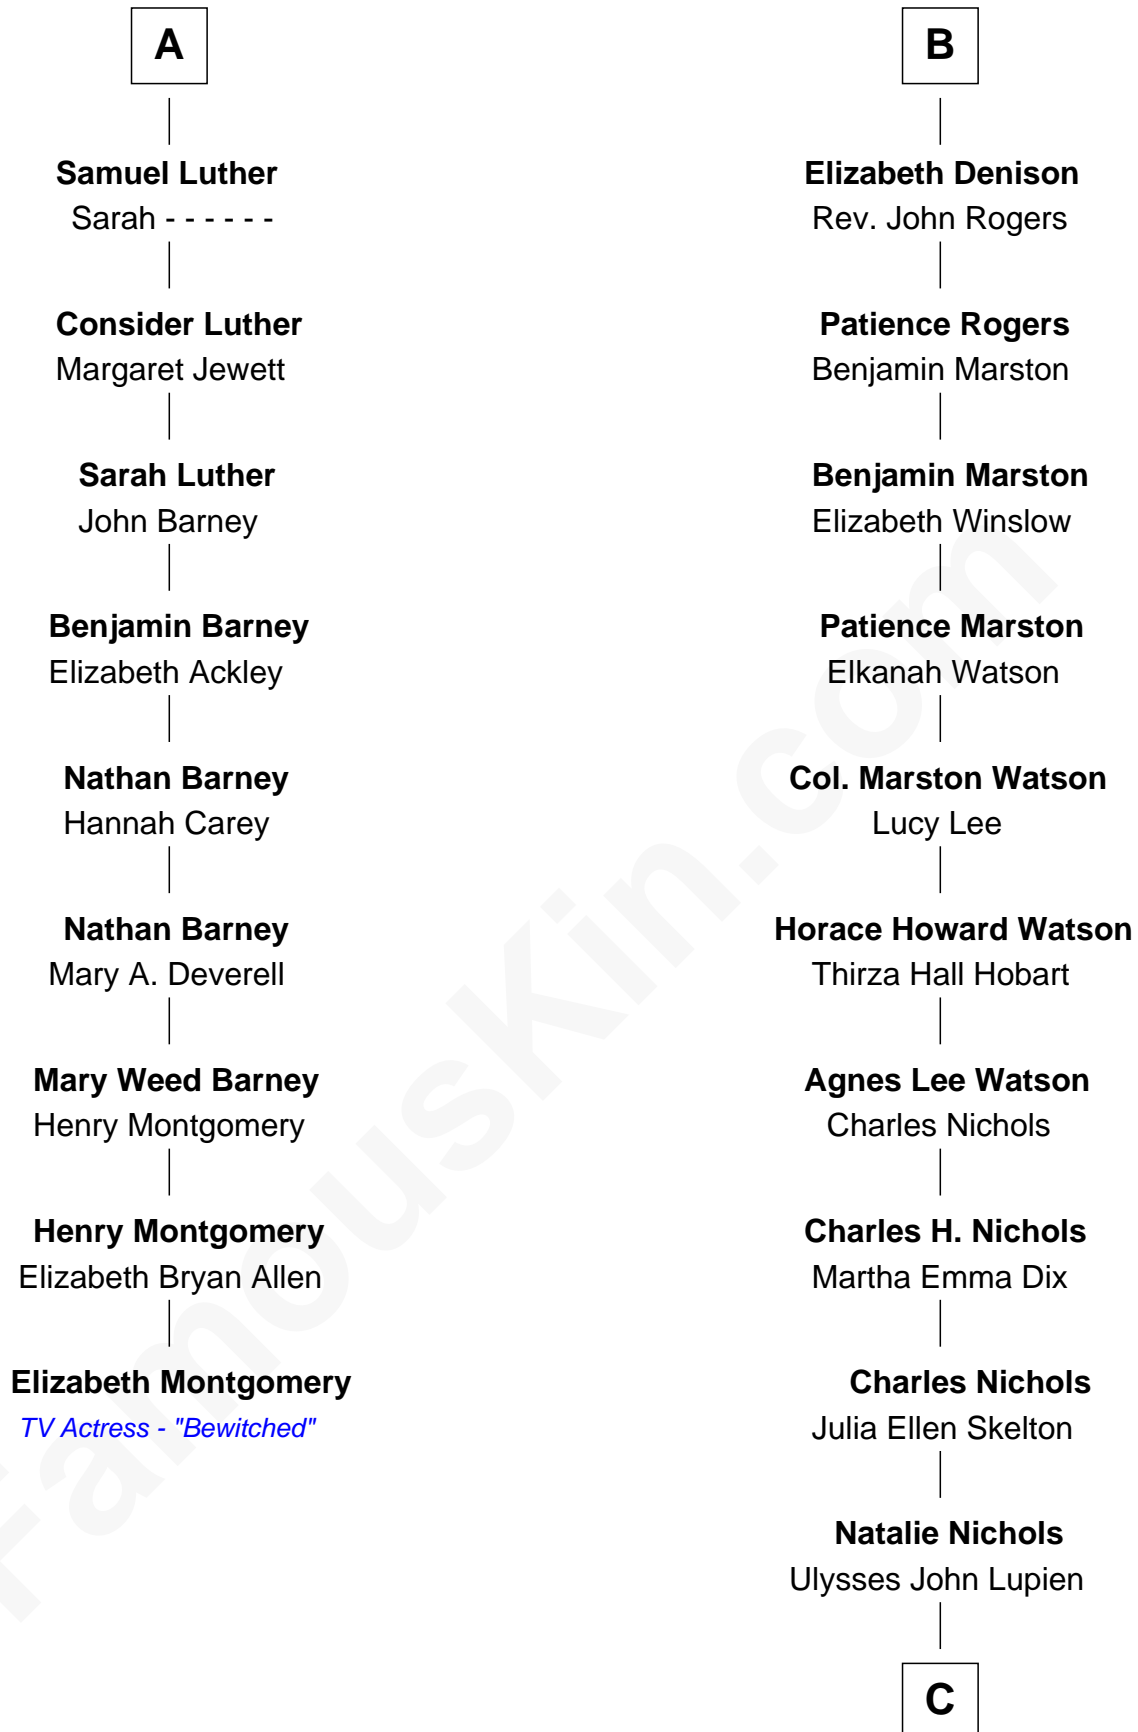 A
Samuel Luther
Sarah - - - - - -
Consider Luther
Margaret Jewett
Sarah Luther
John Barney
Benjamin Barney
Elizabeth Ackley
Nathan Barney
Hannah Carey
Nathan Barney
Mary A. Deverell
Mary Weed Barney
Henry Montgomery
Henry Montgomery
Elizabeth Bryan Allen
Elizabeth Montgomery
TV Actress - "Bewitched"
B
Elizabeth Denison
Rev. John Rogers
Patience Rogers
Benjamin Marston
Benjamin Marston
Elizabeth Winslow
Patience Marston
Elkanah Watson
Col. Marston Watson
Lucy Lee
Horace Howard Watson
Thirza Hall Hobart
Agnes Lee Watson
Charles Nichols
Charles H. Nichols
Martha Emma Dix
Charles Nichols
Julia Ellen Skelton
Natalie Nichols
Ulysses John Lupien
C
FamousKin.com